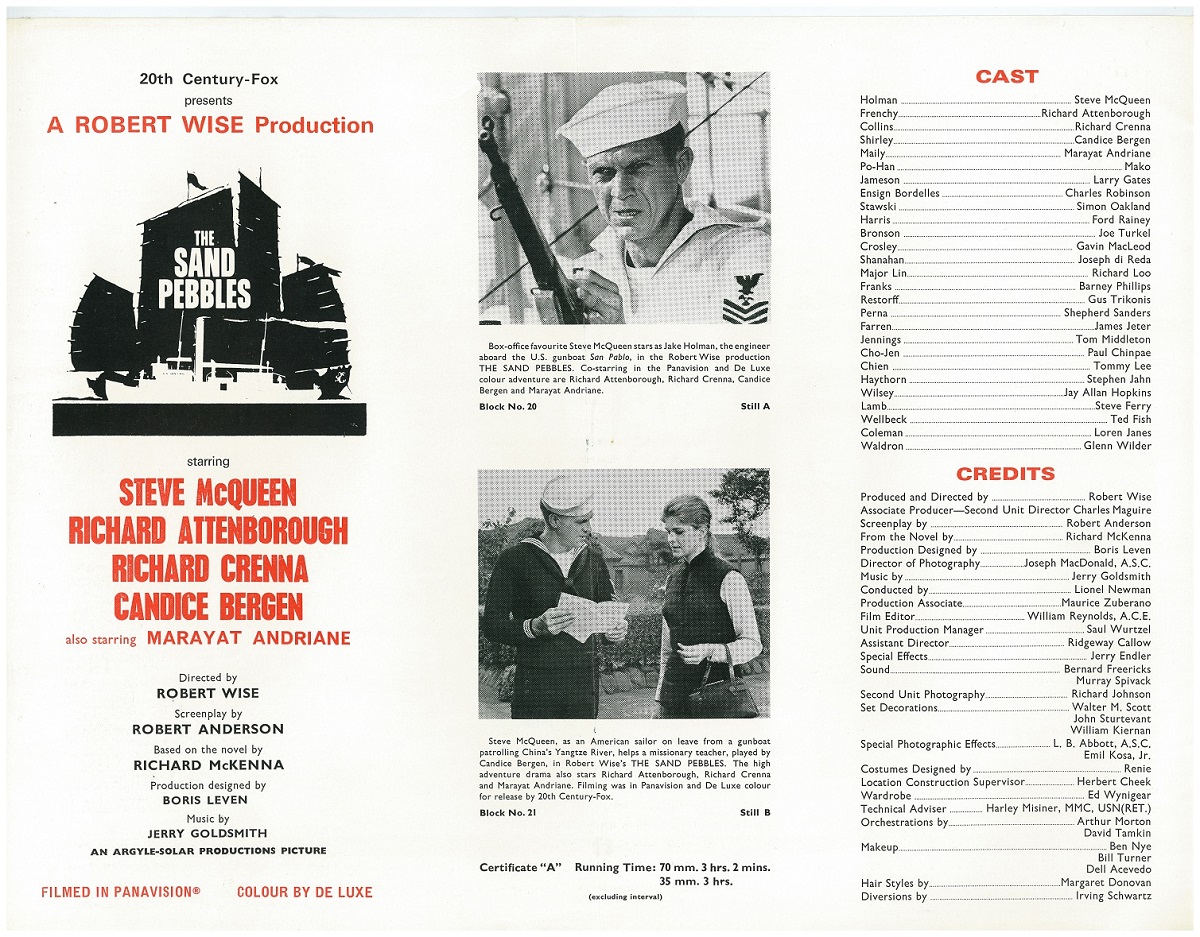 20th Century-Fox
presents
A ROBERT WISE Production
THE
SAND
PEBBLES
starring
STEVE McQUEEN
RICHARD ATTENBOROUGH
RICHARD CRENNA
CANDICE BERGEN
also starring MARAYAT ANDRIANE
Directed by
ROBERT WISE
Screenplay by
ROBERT ANDERSON
Based on the novel by
RICHARD McKENNA
Production designed by
BORIS LEVEN
Music by
JERRY GOLDSMITH
AN ARGYLE-SOLAR PRODUCTIONS PICTURE
FILMED IN PANAVISION® COLOUR BY DE LUXE
Box-office favourite Steve McQueen stars as Jake Holman, the engineer
aboard the U.S. gunboat San Pablo, in the Robert Wise production
THE SAND PEBBLES. Co-starring in the Panavision and De Luxe
colour adventure are Richard Attenborough, Richard Crenna, Candice
Bergen and Marayat Andriane.
Block No. 20 Still A
Steve McQueen, as an American sailor on leave from a gunboat
patrolling China's Yangtze River, helps a missionary teacher, played by
Candice Bergen, in Robert Wise's THE SAND PEBBLES. The high
adventure drama also stars Richard Attenborough, Richard Crenna
and Marayat Andriane. Filming was in Panavision and De Luxe colour
for release by 20th Century-Fox.
Block No. 21 Still B
Certificate "A" Running Time: 70 mm. 3 hrs. 2 mins.
35 mm. 3 hrs.
(excluding interval)
CAST
Holman Steve McQueen
Frenchy Richard Attenborough
Collins Richard Crenna
Shirley Candice Bergen
Maily Marayat Andriane
Po-Han Mako
Jameson Larry Gates
Ensign Bordelles Charles Robinson
Stawski Simon Oakland
Harris Ford Rainey
Bronson Joe Turkel
Crosley Gavin MacLeod
Shanahan Joseph di Reda
Major Lin Richard Loo
Franks Barney Phillips
Restorff Gus Trikonis
Perna Shepherd Sanders
Farren James Jeter
Jennings Tom Middleton
Cho-Jen Paul Chinpae
Chien Tommy Lee
Haythorn Stephen Jahn
Wilsey Jay Allan Hopkins
Lamb Steve Ferry
Wellbeck Ted Fish
Coleman Loren Janes
Waldron Glenn Wilder
CREDITS
Produced and Directed by Robert Wise
Associate Producer—Second Unit Director Charles Maguire
Screenplay by Robert Anderson
From the Novel by Richard McKenna
Production Designed by Boris Leven
Director of Photography Joseph MacDonald, A.S.C.
Music by Jerry Goldsmith
Conducted by Lionel Newman
Production Associate Maurice Zuberano
Film Editor William Reynolds, A.C.E.
Unit Production Manager Saul Wurtzel
Assistant Director Ridgeway Callow
Special Effects Jerry Endler
Sound Bernard Freericks
Murray Spivack
Second Unit Photography Richard Johnson
Set Decorations Walter M. Scott
John Sturtevant
William Kiernan
Special Photographic Effects L. B. Abbott, A.S.C.
Emil Kosa, Jr.
Costumes Designed by Renie
Location Construction Supervisor Herbert Cheek
Wardrobe Ed Wynigear
Technical Adviser Harley Misiner, MMC, USN(RET.)
Orchestrations by Arthur Morton
David Tamkin
Makeup Ben Nye
Bill Turner
Dell Acevedo
Hair Styles by Margaret Donovan
Diversions by Irving Schwartz